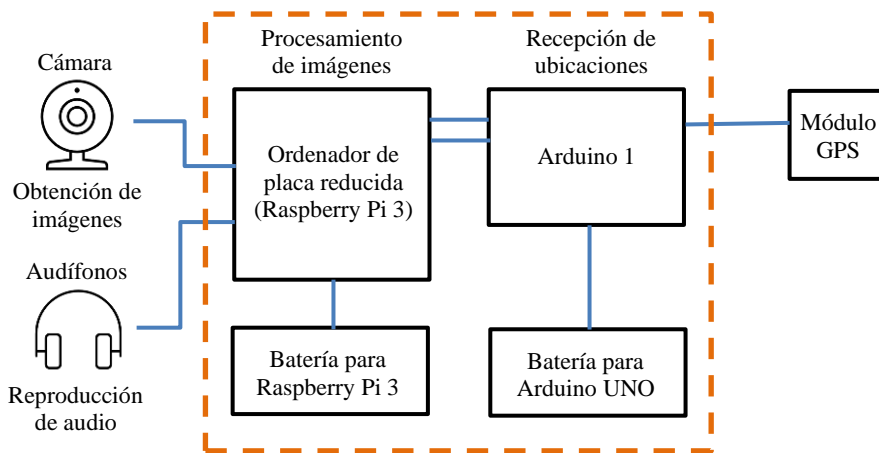 Cámara
Obtención de
imágenes
Audífonos
Reproducción
de audio
Procesamiento
de imágenes
Ordenador de
placa reducida
(Raspberry Pi 3)
Batería para
Raspberry Pi 3
Recepción de
ubicaciones
Arduino 1
Batería para
Arduino UNO
Módulo
GPS